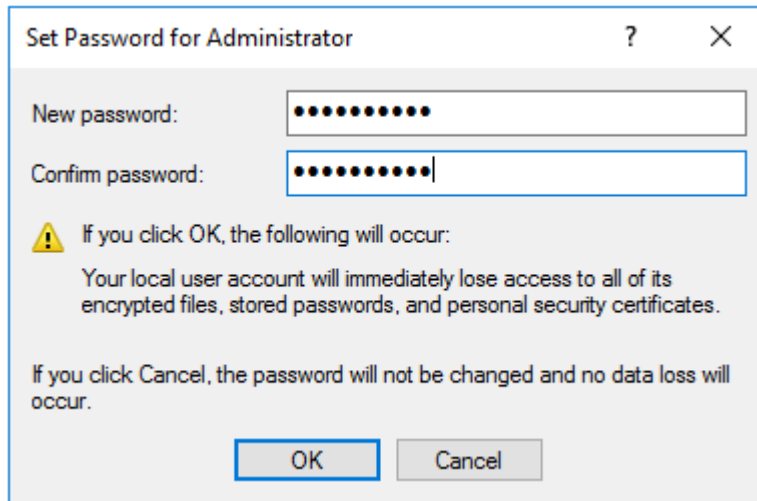 Set Password for Administrator ?
New password: ●●●●●●●●●●
Confirm password: ●●●●●●●●●●
If you click OK, the following will occur:
Your local user account will immediately lose access to all of its
encrypted files, stored passwords, and personal security certificates.
If you click Cancel, the password will not be changed and no data loss will
occur.
OK Cancel